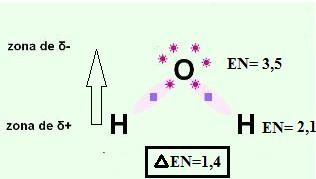 zona de δ-
O
EN= 3,5
zona de δ+
H
H
EN= 2,1
ΔEN=1,4